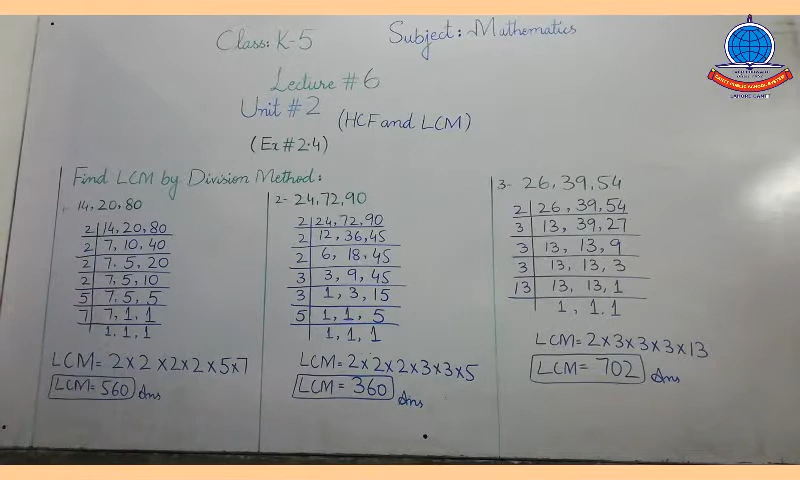 Class: K-5 Subject: Mathematics
Lecture #6
Unit #2 (HCF and LCM)
(Ex #2.4)
Find LCM by Division Method:
14, 20, 80
2 | 14, 20, 80
2 | 7, 10, 40
2 | 7, 5, 20
2 | 7, 5, 10
5 | 7, 5, 5
7 | 7, 1, 1
1, 1, 1
LCM = 2×2×2×2×5×7
LCM = 560 Ans
2- 24, 72, 90
2 | 24, 72, 90
2 | 12, 36, 45
2 | 6, 18, 45
3 | 3, 9, 45
3 | 1, 3, 15
5 | 1, 1, 5
1, 1, 1
LCM = 2×2×2×3×3×5
LCM = 360 Ans
3- 26, 39, 54
2 | 26, 39, 54
3 | 13, 39, 27
3 | 13, 13, 9
3 | 13, 13, 3
13 | 13, 13, 1
1, 1, 1
LCM = 2×3×3×3×13
LCM = 702 Ans
CANTT PUBLIC SCHOOL SYSTEM
LAHORE CANTT